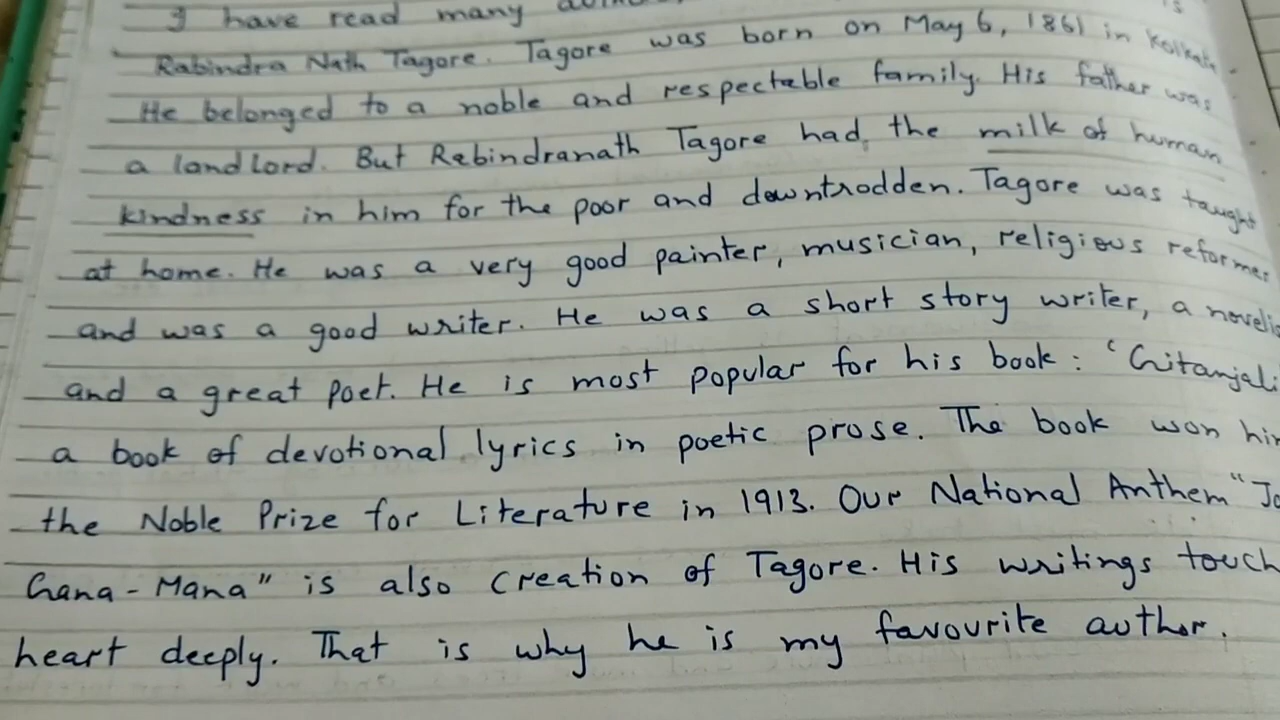 I have read many
Rabindra Nath Tagore. Tagore was born on May 6, 1861 in Kolkata.
He belonged to a noble and respectable family. His father was
a landlord. But Rabindranath Tagore had the milk of human
kindness in him for the poor and downtrodden. Tagore was taught
at home. He was a very good painter, musician, religious reformer
and was a good writer. He was a short story writer, a noveli
and a great poet. He is most popular for his book : 'Gitanjali
a book of devotional lyrics in poetic prose. The book won hi
the Noble Prize for Literature in 1913. Our National Anthem "Ja
Gana - Mana" is also creation of Tagore. His writings touch
heart deeply. That is why he is my favourite author.